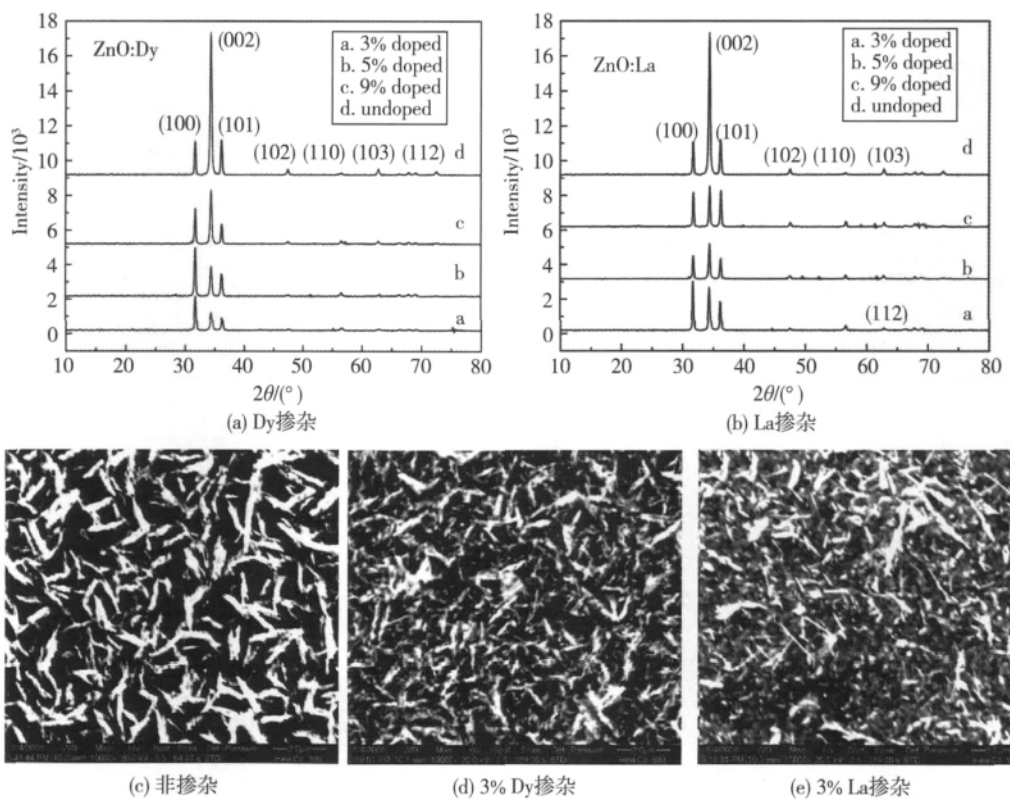 ZnO:Dy
a. 3% doped
b. 5% doped
c. 9% doped
d. undoped
(002)
(100)
(101)
(102)
(110)
(103)
(112)
d
c
b
a
18
16
14
12
10
8
6
4
2
0
Intensity/10³
10 20 30 40 50 60 70 80
2θ/(°)
(a) Dy掺杂
ZnO:La
a. 3% doped
b. 5% doped
c. 9% doped
d. undoped
(002)
(100)
(101)
(102)
(110)
(103)
d
c
b
(112)
a
18
16
14
12
10
8
6
4
2
0
Intensity/10³
10 20 30 40 50 60 70 80
2θ/(°)
(b) La掺杂
(c) 非掺杂
(d) 3% Dy掺杂
(e) 3% La掺杂